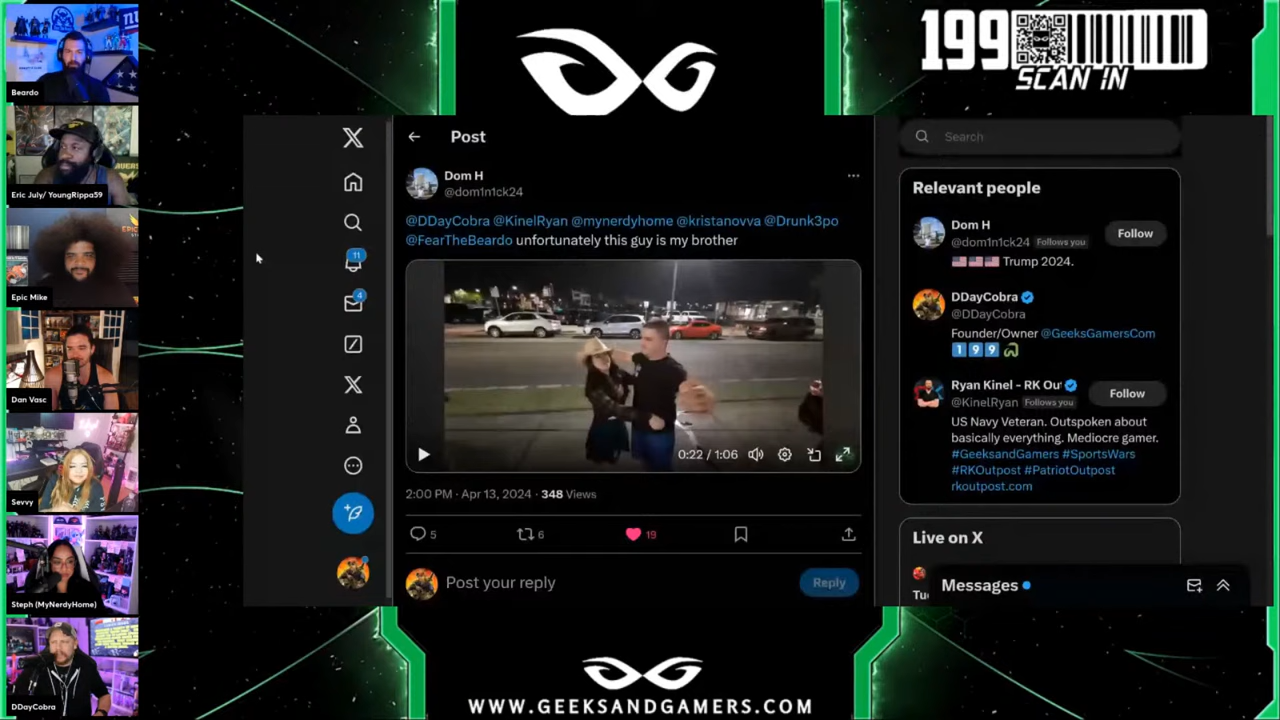 Beardo
Eric July/ YoungRippa59
Epic Mike
Dan Vasc
Sevvy
Steph (MyNerdyHome)
DDayCobra
199
SCAN IN
11
4
Post
Dom H
@dom1n1ck24
@DDayCobra @KinelRyan @mynerdyhome @kristanovva @Drunk3po
@FearTheBeardo unfortunately this guy is my brother
0:22 / 1:06
2:00 PM · Apr 13, 2024 · 348 Views
5
6
19
Post your reply
Reply
Search
Relevant people
Dom H
@dom1n1ck24 Follows you
Follow
🇺🇸🇺🇸🇺🇸 Trump 2024.
DDayCobra
@DDayCobra
Founder/Owner @GeeksGamersCom
1 9 9
Ryan Kinel - RK Ou
@KinelRyan Follows you
Follow
US Navy Veteran. Outspoken about
basically everything. Mediocre gamer.
#GeeksandGamers #SportsWars
#RKOutpost #PatriotOutpost
rkoutpost.com
Live on X
Tu
Messages
WWW.GEEKSANDGAMERS.COM